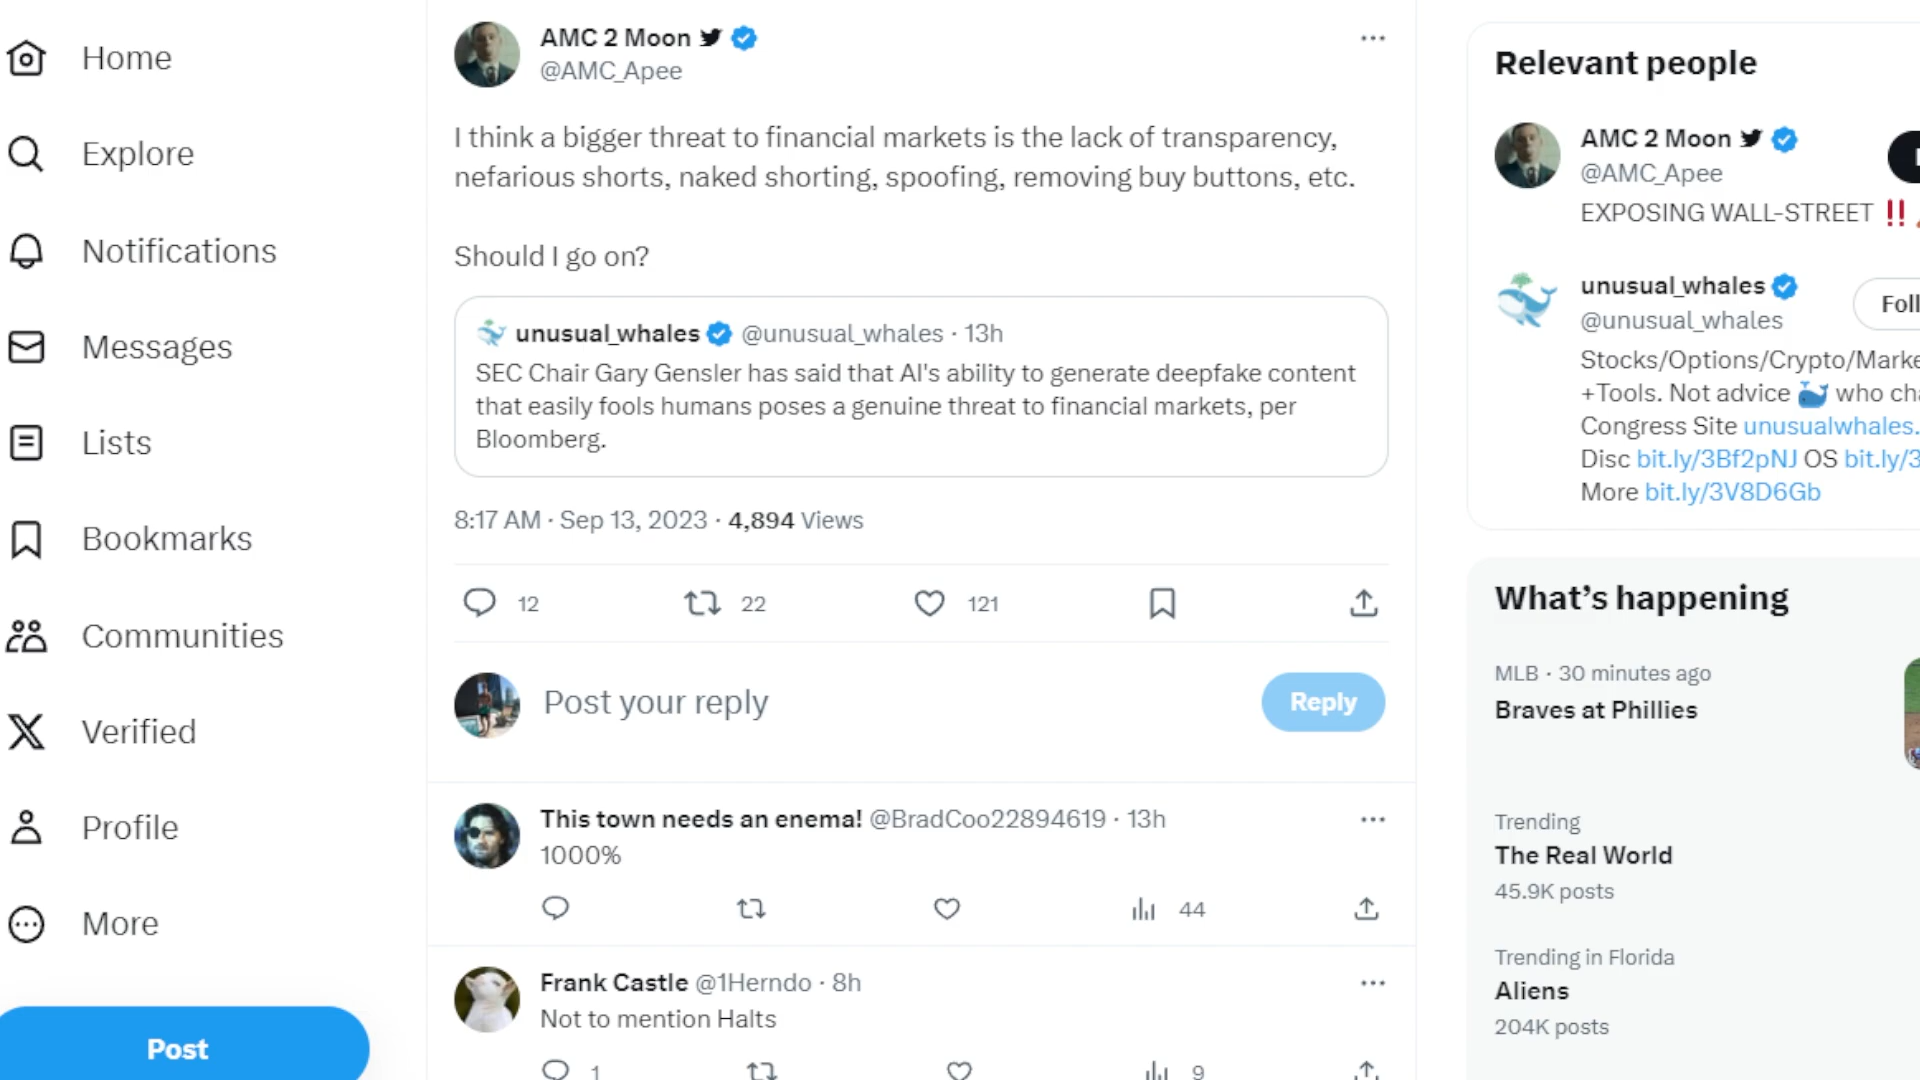 Home
Explore
Notifications
Messages
Lists
Bookmarks
Communities
Verified
Profile
More
Post
AMC 2 Moon
@AMC_Apee
I think a bigger threat to financial markets is the lack of transparency,
nefarious shorts, naked shorting, spoofing, removing buy buttons, etc.
Should I go on?
unusual_whales @unusual_whales · 13h
SEC Chair Gary Gensler has said that AI's ability to generate deepfake content
that easily fools humans poses a genuine threat to financial markets, per
Bloomberg.
8:17 AM · Sep 13, 2023 · 4,894 Views
12 22 121
Post your reply
Reply
This town needs an enema! @BradCoo22894619 · 13h
1000%
44
Frank Castle @1Herndo · 8h
Not to mention Halts
1 9
Relevant people
AMC 2 Moon
@AMC_Apee
EXPOSING WALL-STREET ‼
unusual_whales
@unusual_whales
Foll
Stocks/Options/Crypto/Marke
+Tools. Not advice 🐳 who cha
Congress Site unusualwhales.
Disc bit.ly/3Bf2pNJ OS bit.ly/3
More bit.ly/3V8D6Gb
What's happening
MLB · 30 minutes ago
Braves at Phillies
Trending
The Real World
45.9K posts
Trending in Florida
Aliens
204K posts